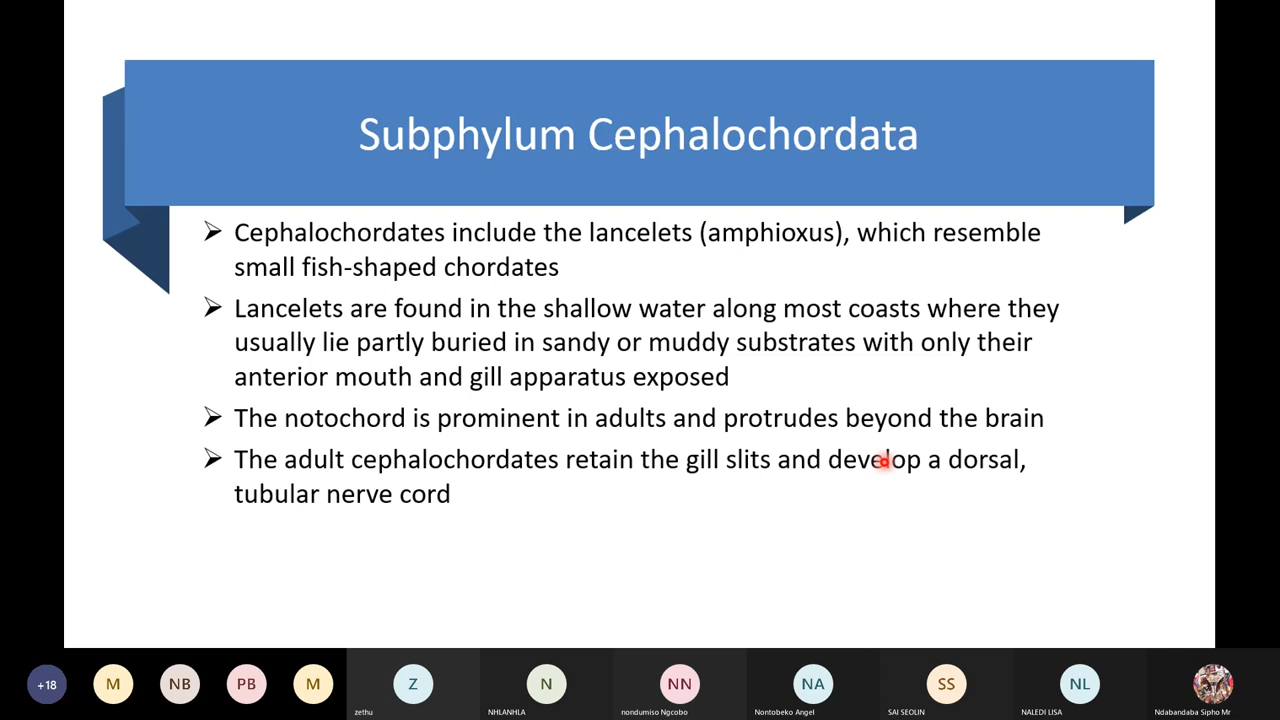 Subphylum Cephalochordata
Cephalochordates include the lancelets (amphioxus), which resemble
small fish-shaped chordates
Lancelets are found in the shallow water along most coasts where they
usually lie partly buried in sandy or muddy substrates with only their
anterior mouth and gill apparatus exposed
The notochord is prominent in adults and protrudes beyond the brain
The adult cephalochordates retain the gill slits and develop a dorsal,
tubular nerve cord
+18 M NB PB M Z N NN NA SS NL
zethu NHLANHLA nondumiso Ngcobo Nontobeko Angel SAI SEOLIN NALEDI LISA Ndabandaba Sipho Mr